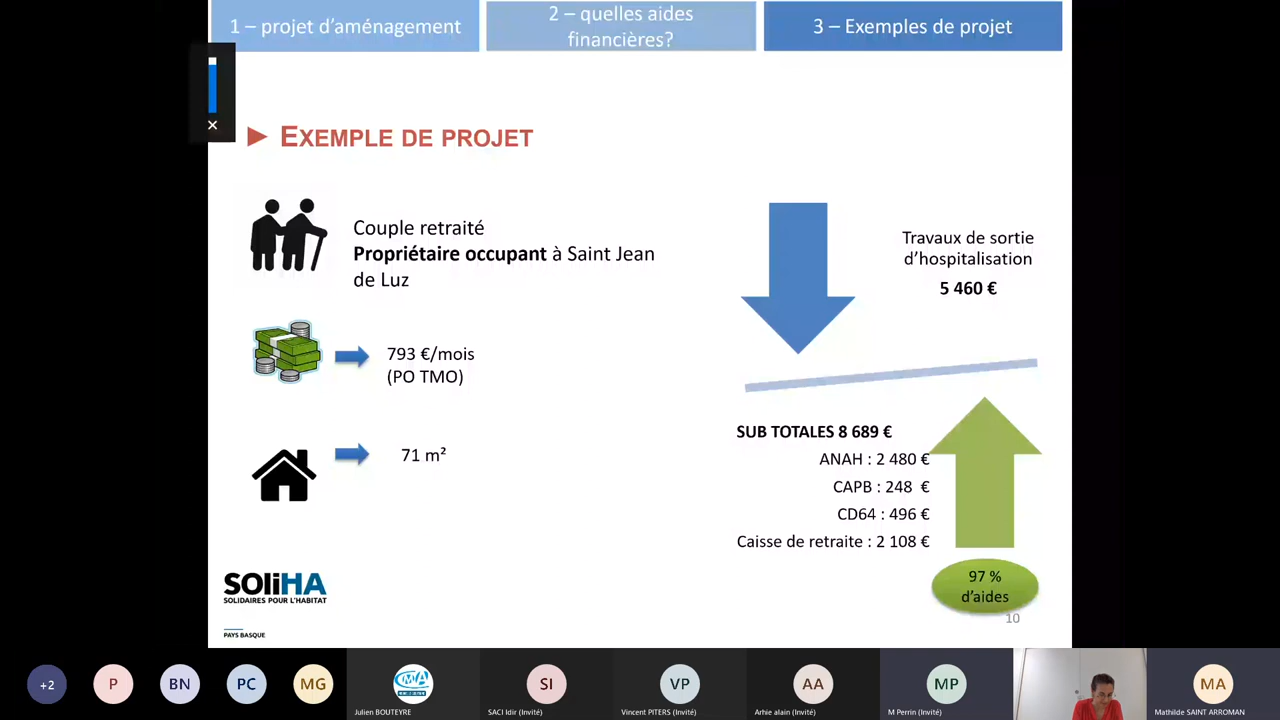 1 – projet d’aménagement
2 – quelles aides
financières?
3 – Exemples de projet
EXEMPLE DE PROJET
Couple retraité
Propriétaire occupant à Saint Jean
de Luz
793 €/mois
(PO TMO)
71 m²
Travaux de sortie
d’hospitalisation
5 460 €
SUB TOTALES 8 689 €
ANAH : 2 480 €
CAPB : 248 €
CD64 : 496 €
Caisse de retraite : 2 108 €
97 %
d’aides
10
SOLiHA
SOLIDAIRES POUR L’HABITAT
PAYS BASQUE
+2
P
BN
PC
MG
MA
Julien BOUTEYRE
SI
SACI Idir (Invité)
VP
Vincent PITERS (Invité)
AA
Arhie alain (Invité)
MP
M Perrin (Invité)
MA
Mathilde SAINT ARROMAN